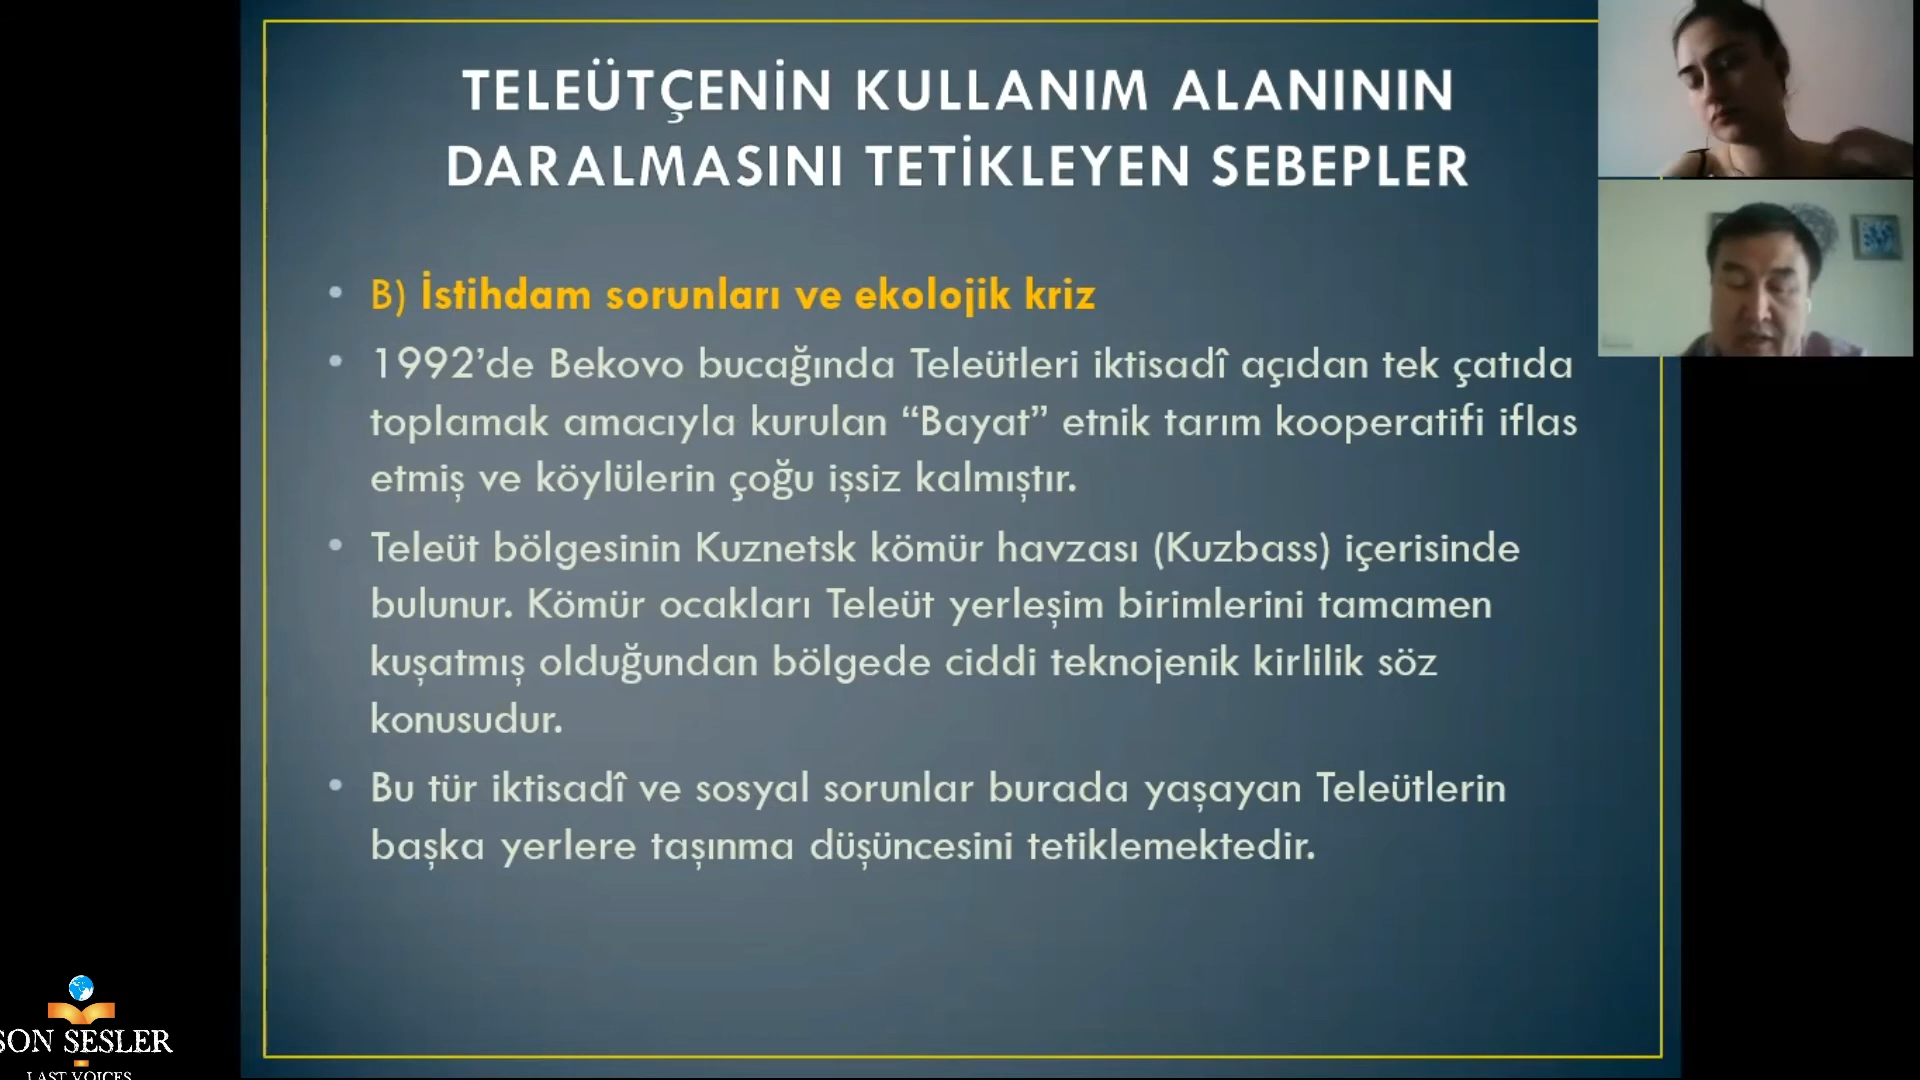 TELEÜTÇENİN KULLANIM ALANININ
DARALMASINI TETİKLEYEN SEBEPLER
• B) İstihdam sorunları ve ekolojik kriz
• 1992’de Bekovo bucağında Teleütleri iktisadî açıdan tek çatıda
toplamak amacıyla kurulan “Bayat” etnik tarım kooperatifi iflas
etmiş ve köylülerin çoğu işsiz kalmıştır.
• Teleüt bölgesinin Kuznetsk kömür havzası (Kuzbass) içerisinde
bulunur. Kömür ocakları Teleüt yerleşim birimlerini tamamen
kuşatmış olduğundan bölgede ciddi teknojenik kirlilik söz
konusudur.
• Bu tür iktisadî ve sosyal sorunlar burada yaşayan Teleütlerin
başka yerlere taşınma düşüncesini tetiklemektedir.
SON SESLER
LAST VOICES